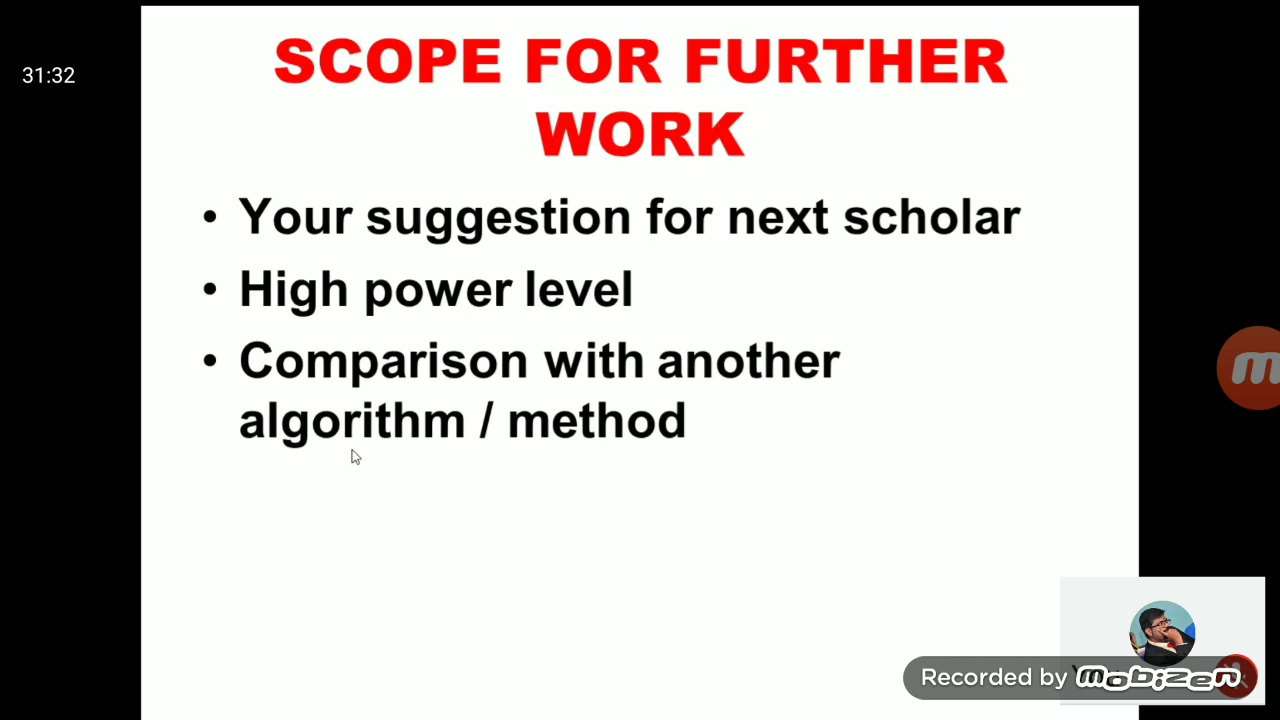 31:32
SCOPE FOR FURTHER
WORK
• Your suggestion for next scholar
• High power level
• Comparison with another
algorithm / method
Recorded by mobizen